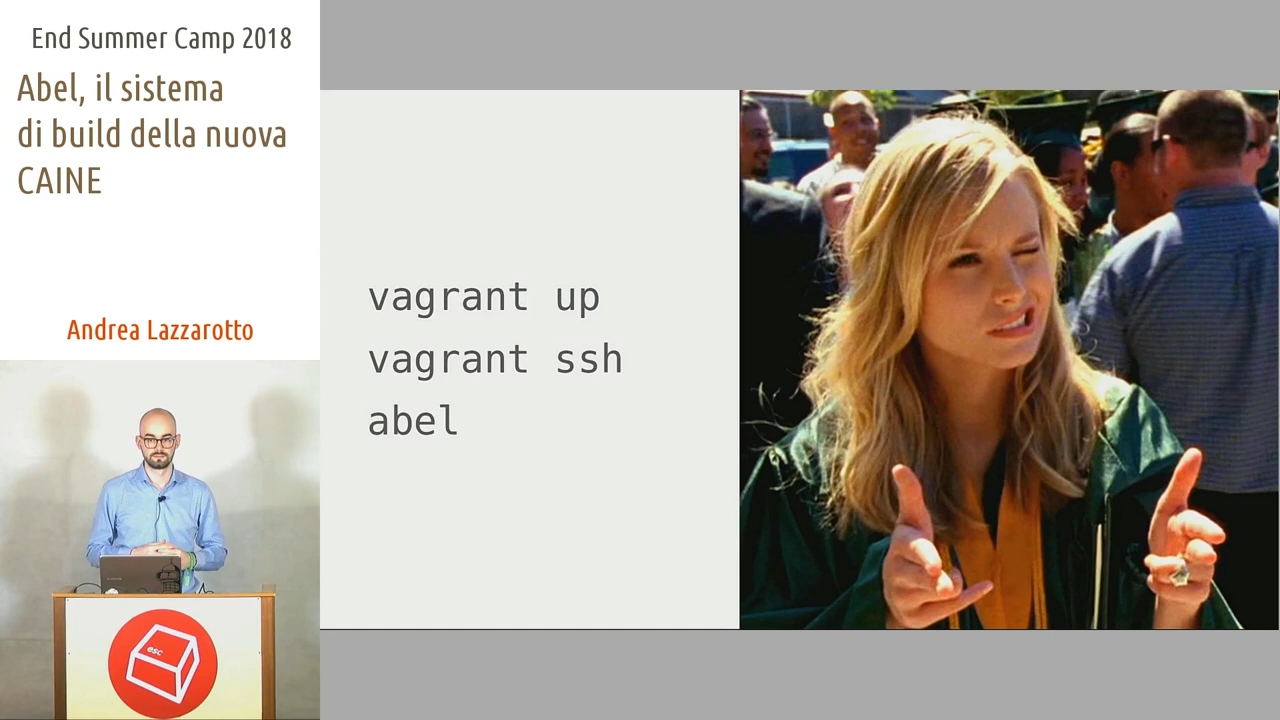 End Summer Camp 2018
Abel, il sistema
di build della nuova
CAINE
Andrea Lazzarotto
esc
vagrant up
vagrant ssh
abel